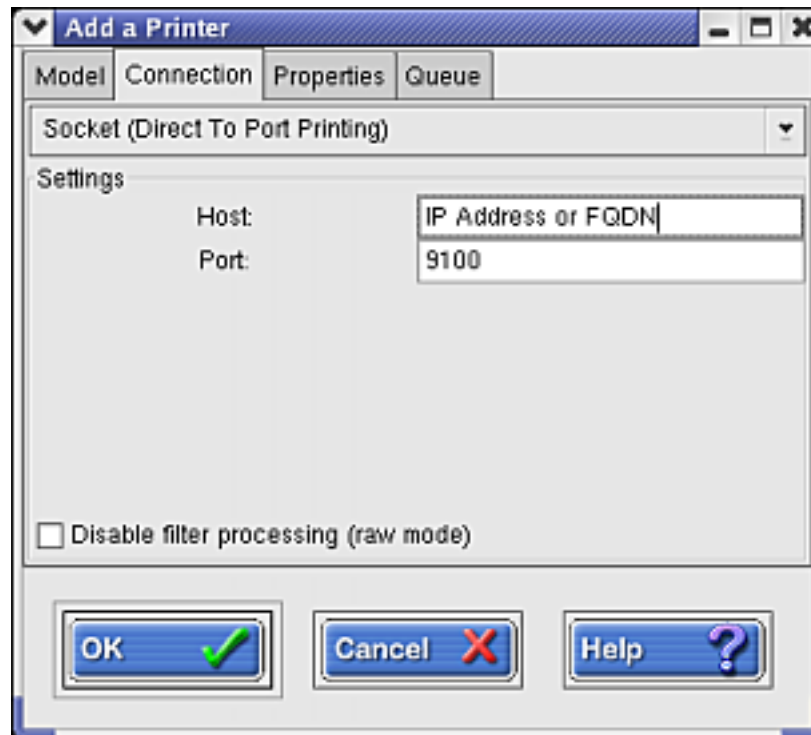 Add a Printer
Model Connection Properties Queue
Socket (Direct To Port Printing)
Settings
Host: IP Address or FQDN
Port: 9100
Disable filter processing (raw mode)
OK Cancel Help